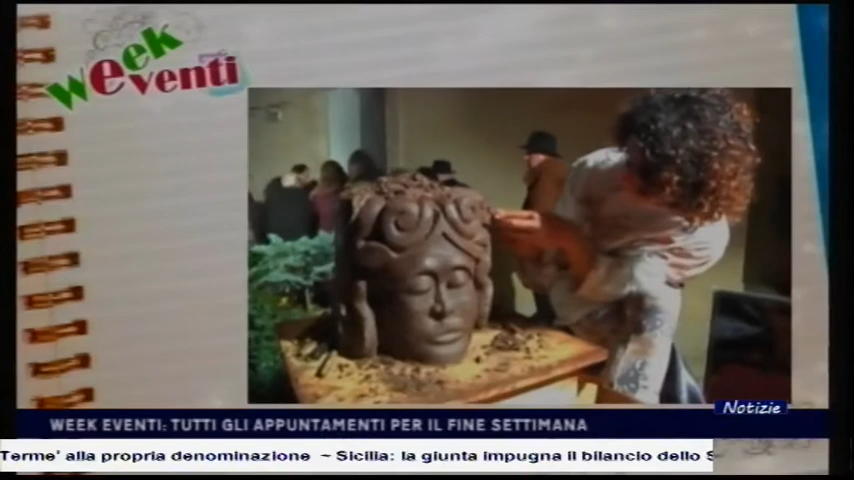 Week
eventi
Notizie
WEEK EVENTI: TUTTI GLI APPUNTAMENTI PER IL FINE SETTIMANA
Terme' alla propria denominazione ~ Sicilia: la giunta impugna il bilancio dello S